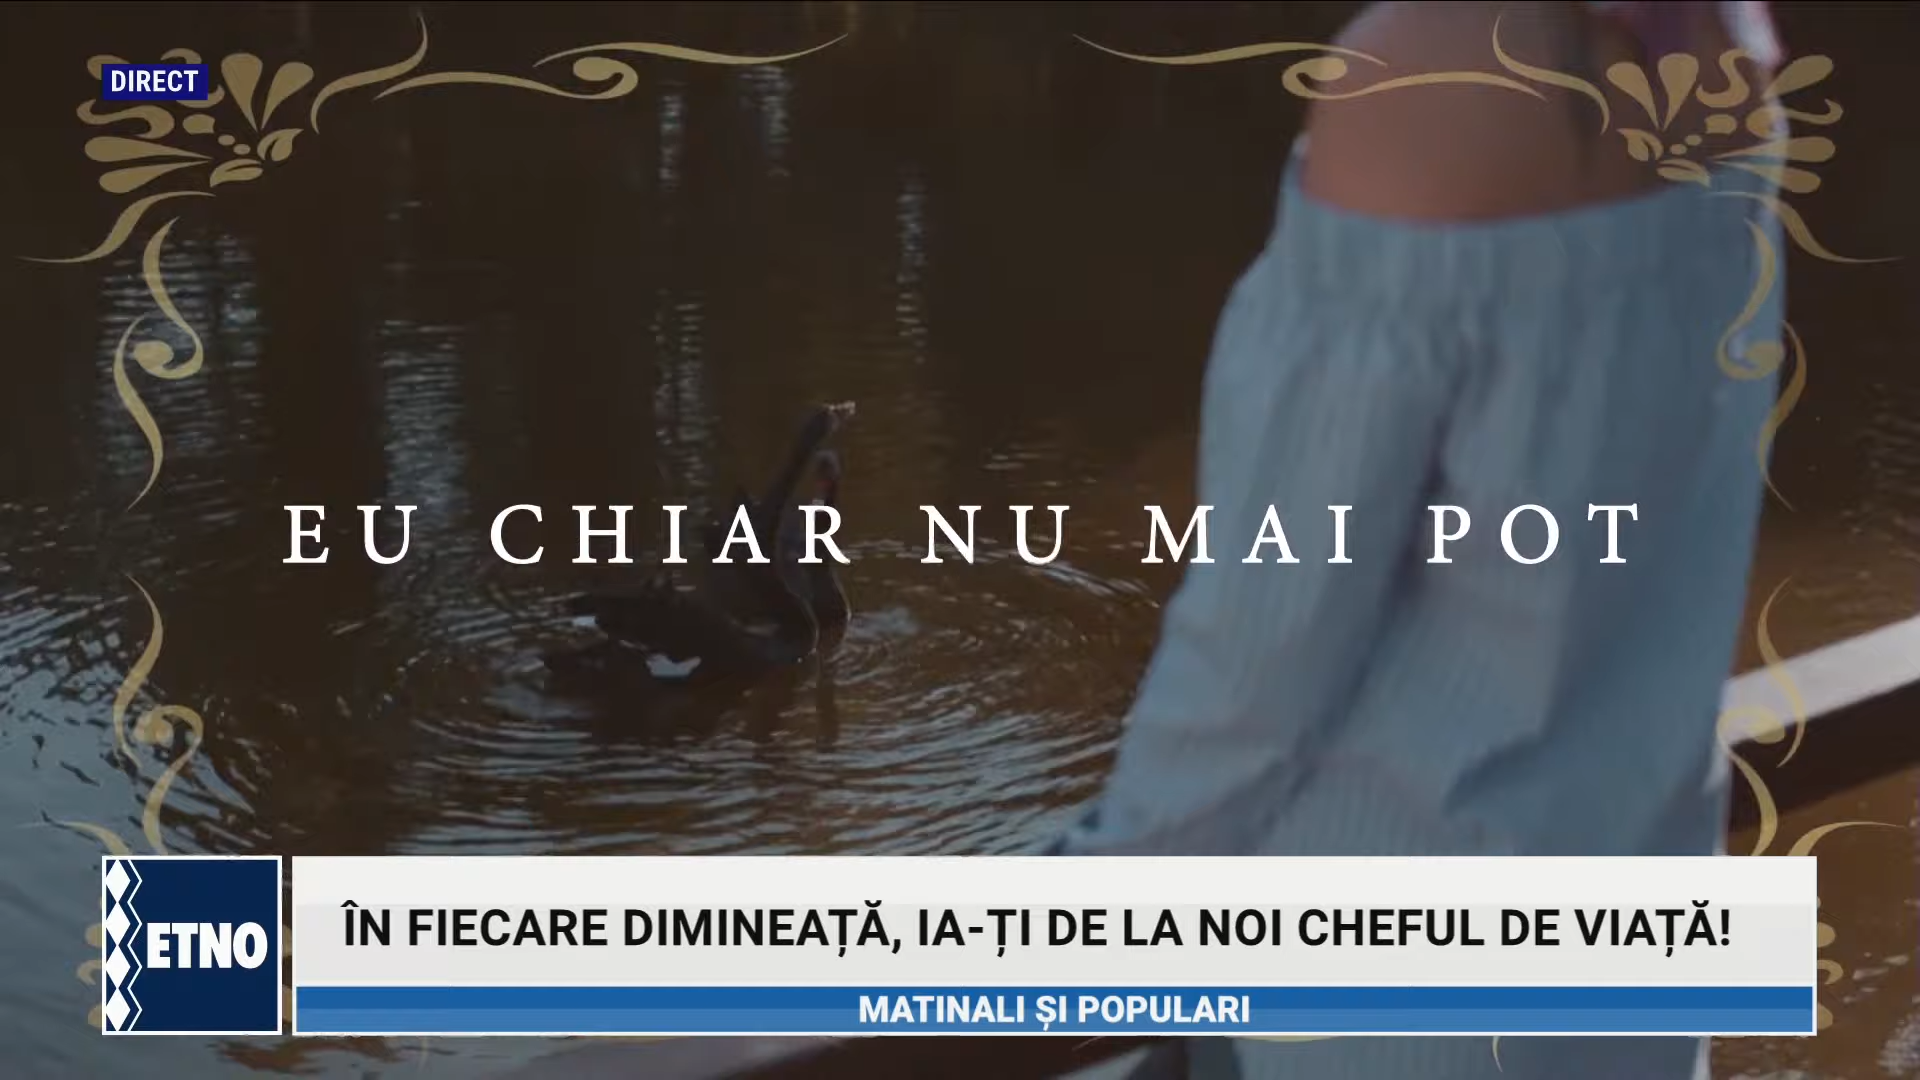 DIRECT
EU CHIAR NU MAI POT
ETNO
ÎN FIECARE DIMINEAȚĂ, IA-ȚI DE LA NOI CHEFUL DE VIAȚĂ!
MATINALI ȘI POPULARI